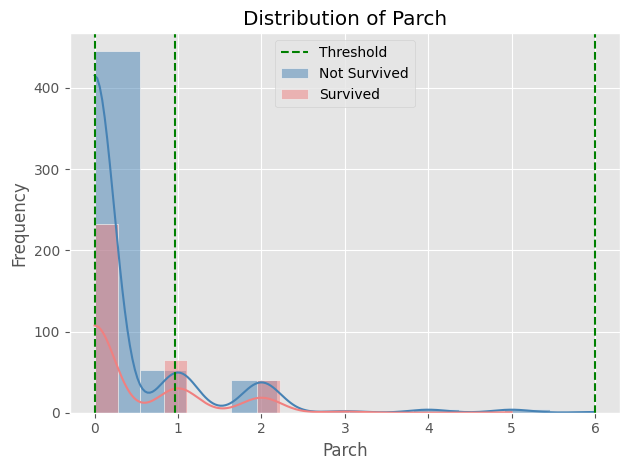 Distribution of Parch
Threshold
Not Survived
Survived
Frequency
400
300
200
100
0
0 1 2 3 4 5 6
Parch